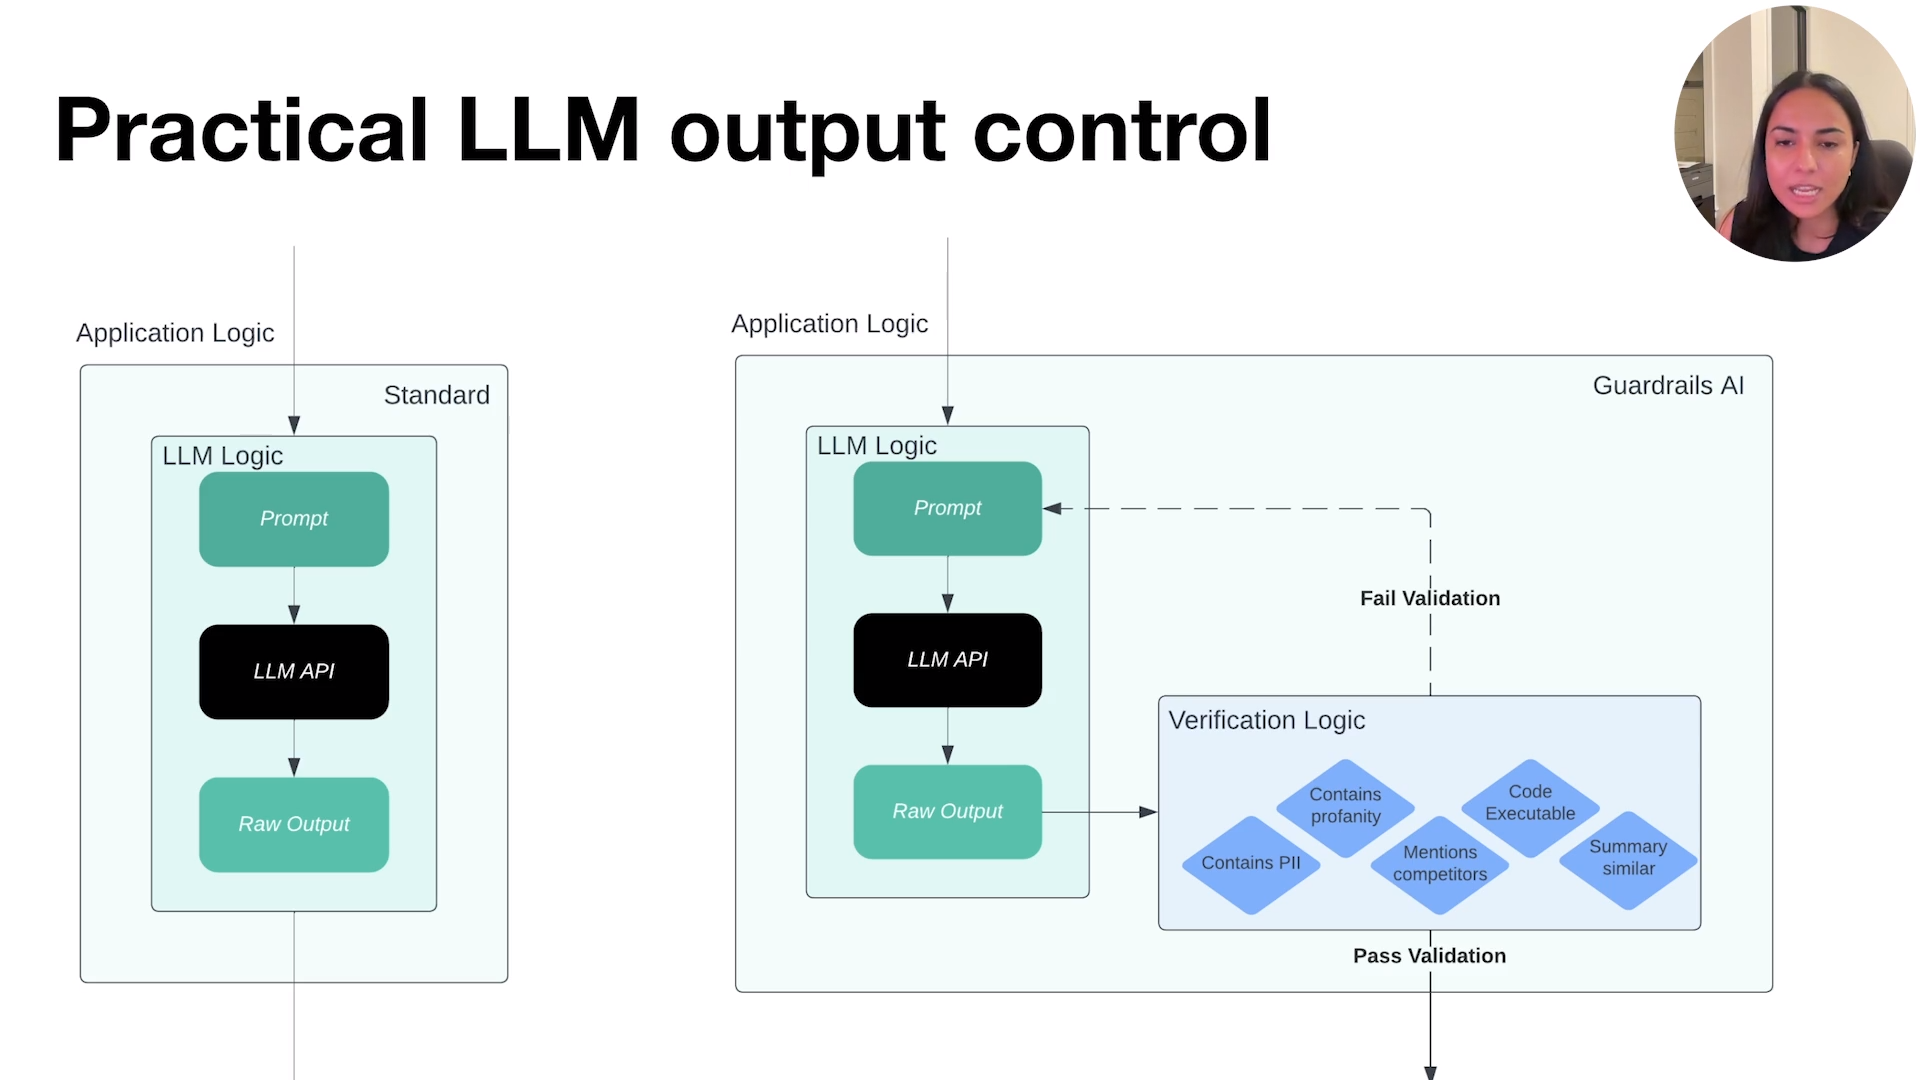 Practical LLM output control
Application Logic
Standard
LLM Logic
Prompt
LLM API
Raw Output
Application Logic
Guardrails AI
LLM Logic
Prompt
LLM API
Raw Output
Fail Validation
Verification Logic
Contains PII
Contains
profanity
Mentions
competitors
Code
Executable
Summary
similar
Pass Validation